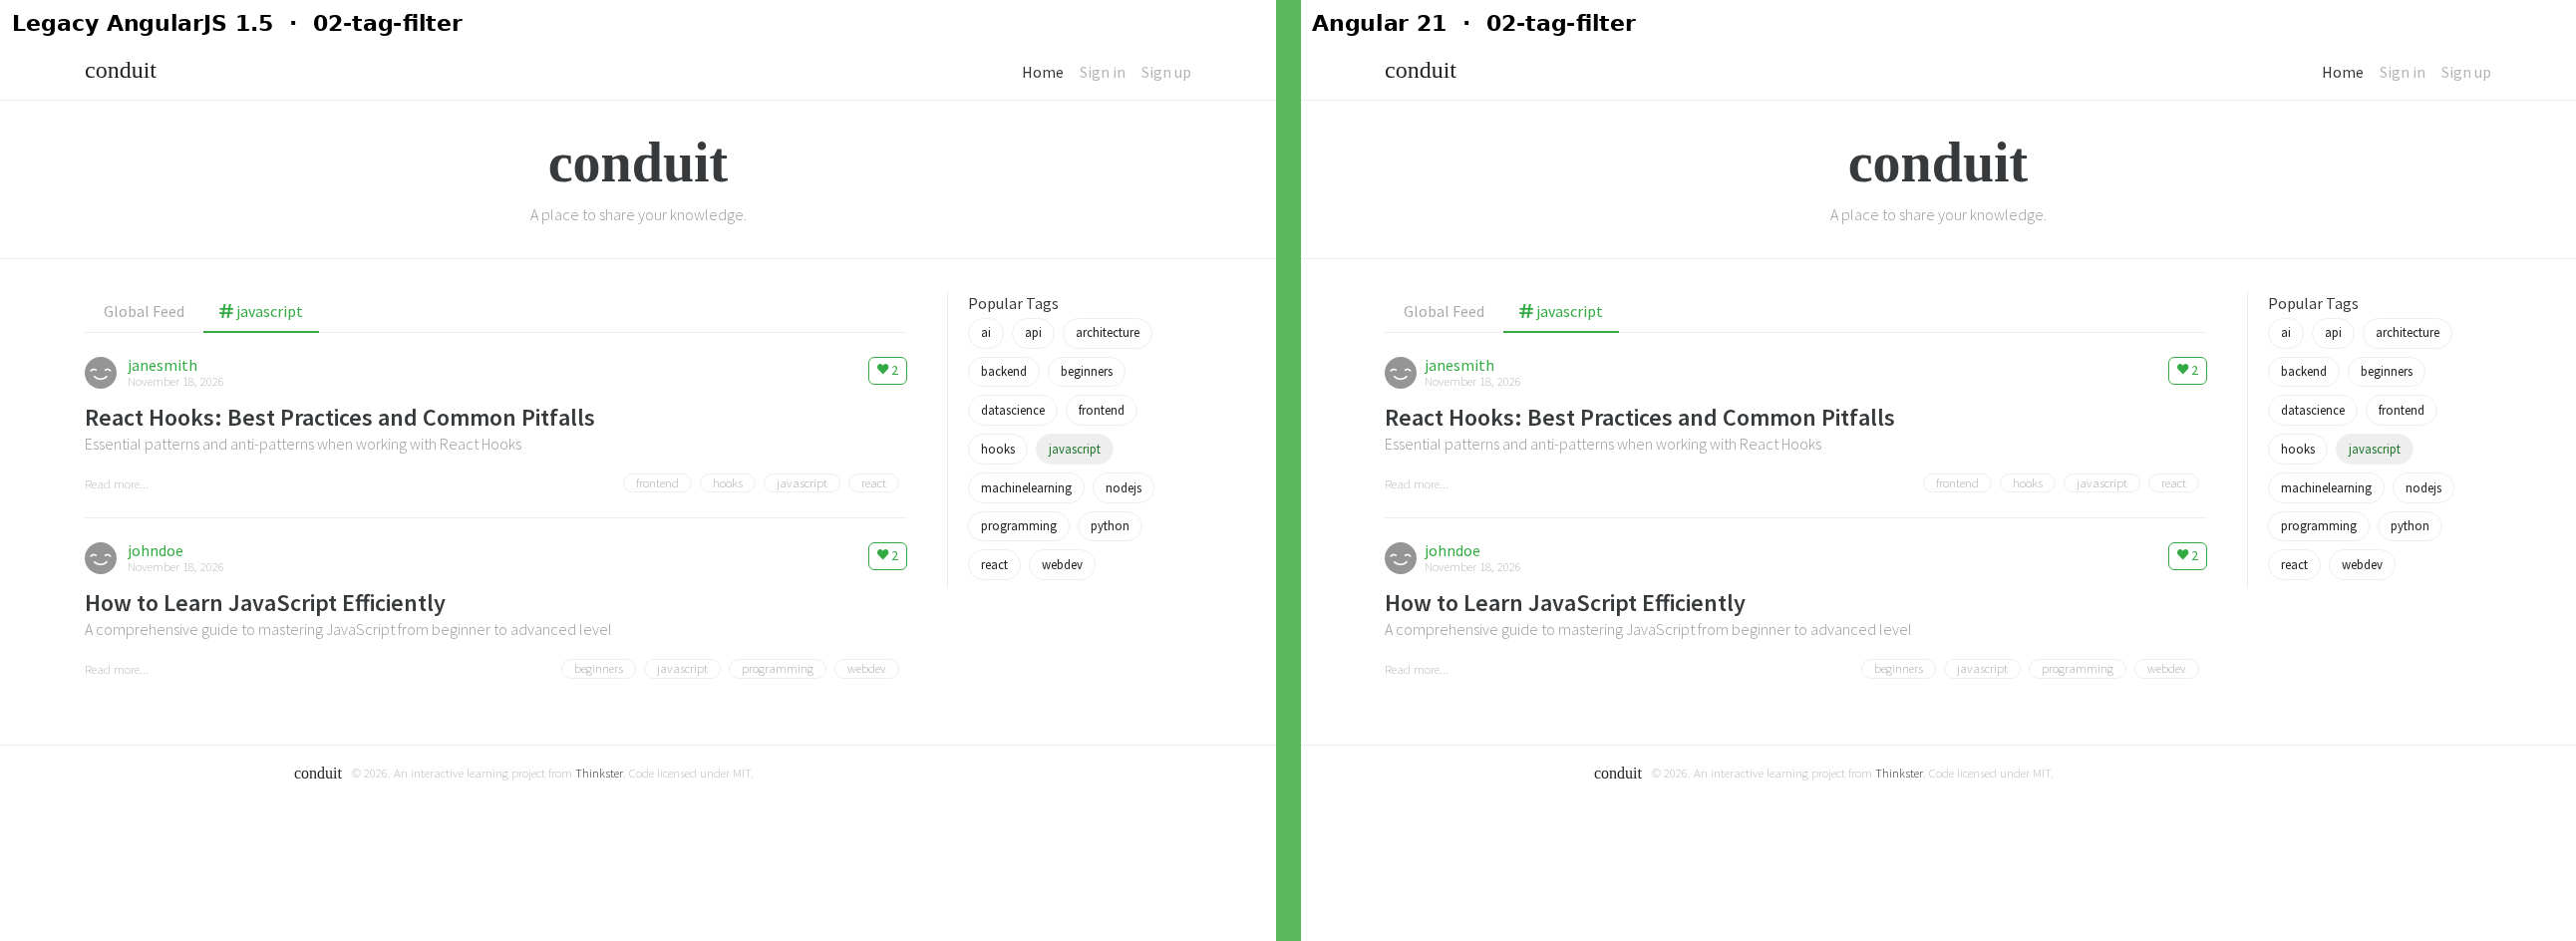 Legacy AngularJS 1.5 · 02-tag-filter
conduit
Home Sign in Sign up
conduit
A place to share your knowledge.
Global Feed #javascript
janesmith
November 18, 2026
2
React Hooks: Best Practices and Common Pitfalls
Essential patterns and anti-patterns when working with React Hooks
Read more...
frontend hooks javascript react
johndoe
November 18, 2026
2
How to Learn JavaScript Efficiently
A comprehensive guide to mastering JavaScript from beginner to advanced level
Read more...
beginners javascript programming webdev
Popular Tags
ai api architecture
backend beginners
datascience frontend
hooks javascript
machinelearning nodejs
programming python
react webdev
conduit © 2026. An interactive learning project from Thinkster. Code licensed under MIT.
Angular 21 · 02-tag-filter
conduit
Home Sign in Sign up
conduit
A place to share your knowledge.
Global Feed #javascript
janesmith
November 18, 2026
2
React Hooks: Best Practices and Common Pitfalls
Essential patterns and anti-patterns when working with React Hooks
Read more...
frontend hooks javascript react
johndoe
November 18, 2026
2
How to Learn JavaScript Efficiently
A comprehensive guide to mastering JavaScript from beginner to advanced level
Read more...
beginners javascript programming webdev
Popular Tags
ai api architecture
backend beginners
datascience frontend
hooks javascript
machinelearning nodejs
programming python
react webdev
conduit © 2026. An interactive learning project from Thinkster. Code licensed under MIT.